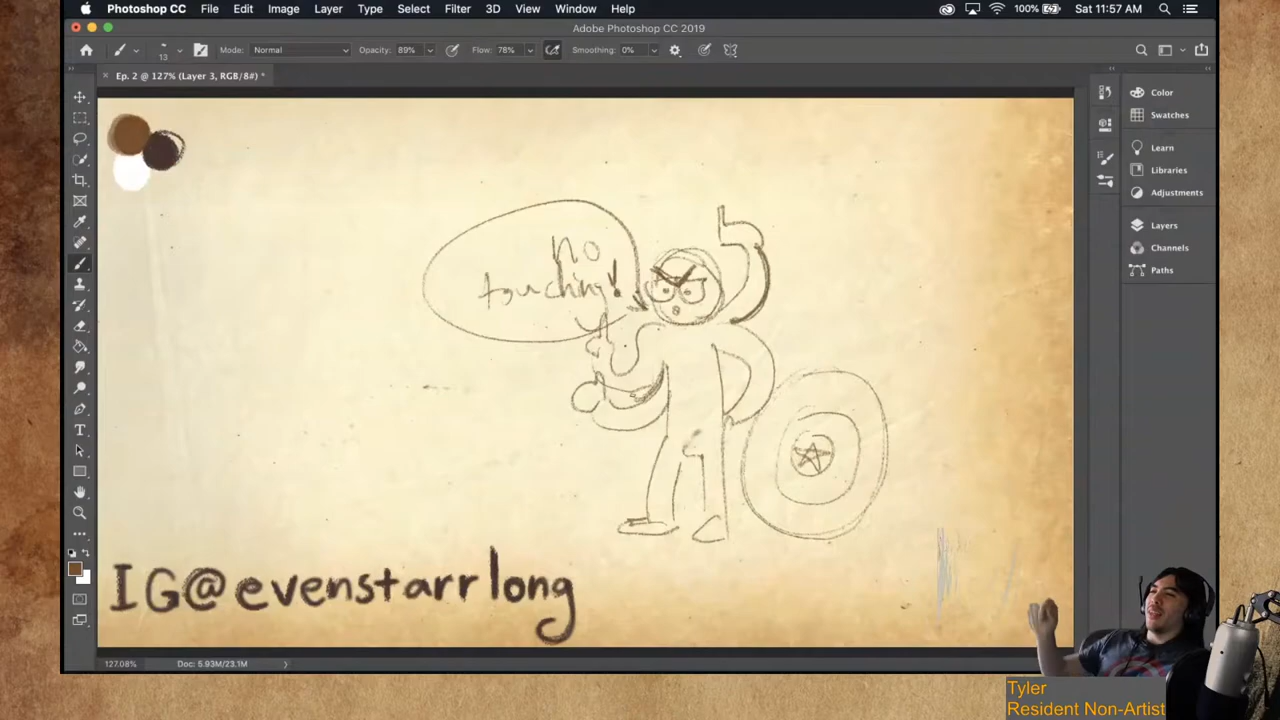 Photoshop CC File Edit Image Layer Type Select Filter 3D View Window Help 100% Sat 11:57 AM
Adobe Photoshop CC 2019
13 Mode: Normal Opacity: 89% Flow: 78% Smoothing: 0%
× Ep. 2 @ 127% (Layer 3, RGB/8#) *
Color
Swatches
Learn
Libraries
Adjustments
Layers
Channels
Paths
no
touching!
IG@evenstarrlong
127.08% Doc: 5.93M/23.1M
Tyler
Resident Non-Artist